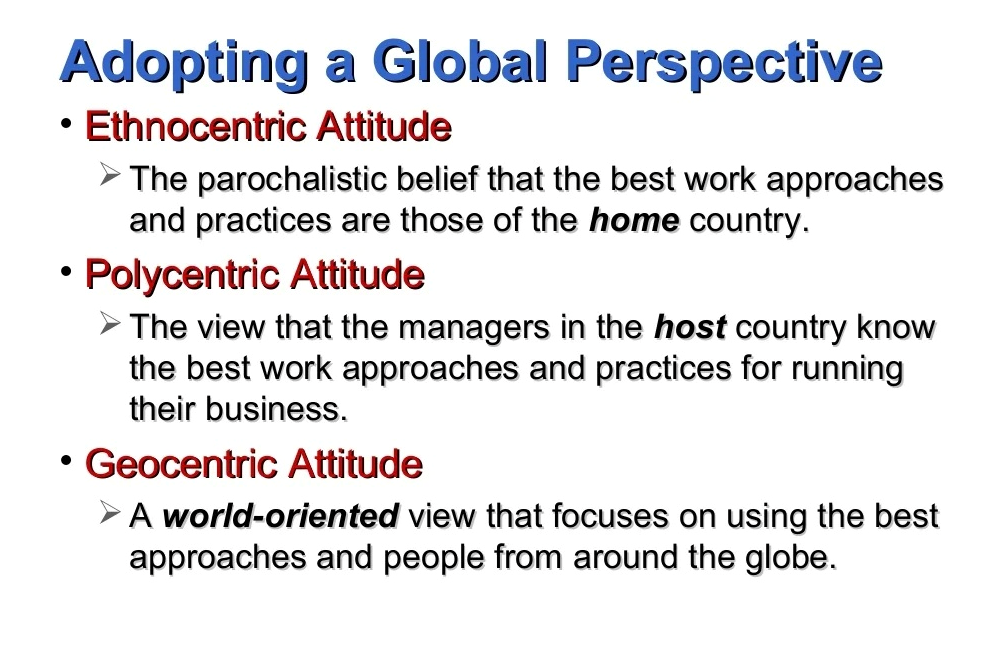 Adopting a Global Perspective
• Ethnocentric Attitude
➢ The parochalistic belief that the best work approaches
and practices are those of the home country.
• Polycentric Attitude
➢ The view that the managers in the host country know
the best work approaches and practices for running
their business.
• Geocentric Attitude
➢ A world-oriented view that focuses on using the best
approaches and people from around the globe.